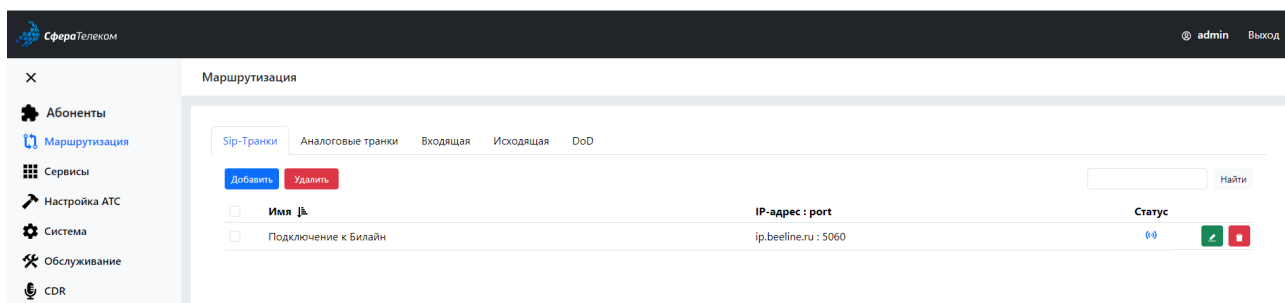 СфераТелеком
admin Выход
Маршрутизация
Абоненты
Маршрутизация
Сервисы
Настройка АТС
Система
Обслуживание
CDR
Sip-Транки Аналоговые транки Входящая Исходящая DoD
Добавить Удалить Найти
Имя IP-адрес : port Статус
Подключение к Билайн ip.beeline.ru : 5060